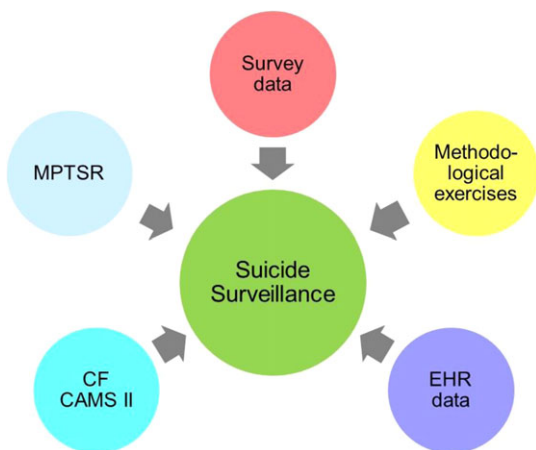 Survey
data
MPTSR
Methodo-
logical
exercises
Suicide
Surveillance
CF
CAMS II
EHR
data